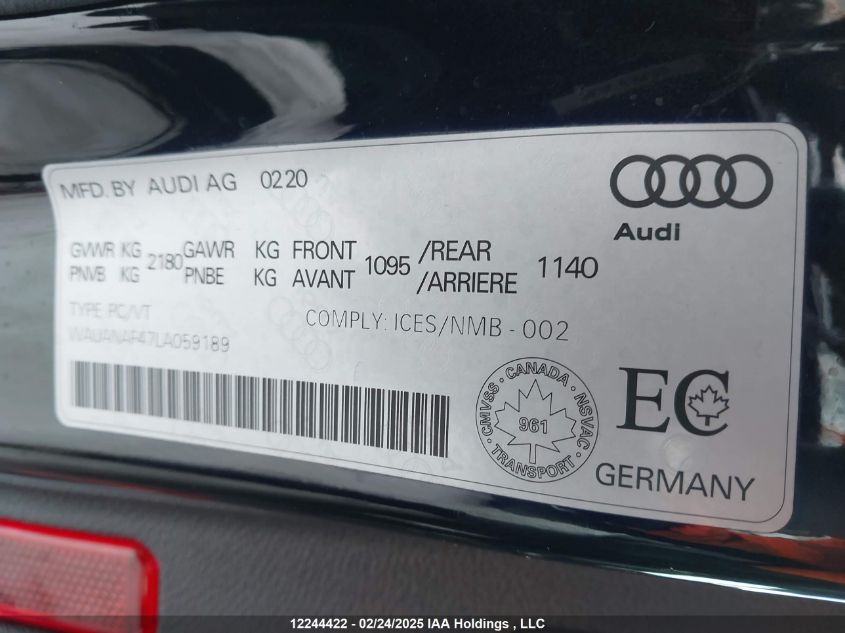 MFD. BY AUDI AG 0220
Audi
GVWR KG 2180 GAWR KG FRONT 1095 /REAR 1140
PNVB KG PNBE KG AVANT /ARRIERE
TYPE: PC/VT
COMPLY: ICES/NMB-002
WAUANAF47LA059189
CANADA
CMVSS NSVAC
961
TRANSPORT
EC
GERMANY
12244422 - 02/24/2025 IAA Holdings , LLC